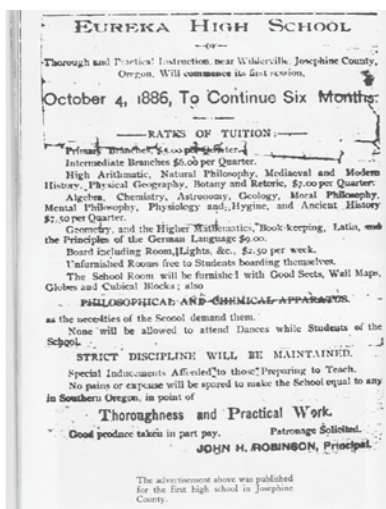 EUREKA HIGH SCHOOL
—OF—
Thorough and Practical Instruction, near Wilderville, Josephine County,
Oregon, Will commence its first session,
October 4, 1886, To Continue Six Months.
RATES OF TUITION:
Primary Branches, $ per Quarter.
Intermediate Branches $6.00 per Quarter.
High Arithmatic, Natural Philosophy, Mediaeval and Modern
History, Physical Geography, Botany and Retoric, $7.00 per Quarter.
Algebra, Chemistry, Astronomy, Geology, Moral Philosophy,
Mental Philosophy, Physiology and Hygine, and Ancient History
$7.50 per Quarter.
Geometry, and the Higher Mathematics, Book-keeping, Latin, and
the Principles of the German Language $9.00.
Board including Room, Lights, &c., $2.50 per week.
Unfurnished Rooms free to Students boarding themselves.
The School Room will be furnished with Good Seets, Wall Maps,
Globes and Cubical Blocks; also
PHILOSOPHICAL AND CHEMICAL APPARATUS.
as the necesities of the Scool demand them.
None will be allowed to attend Dances while Students of the
School.
STRICT DISCIPLINE WILL BE MAINTAINED.
Special Inducements Afforded to those Preparing to Teach.
No pains or expense will be spared to make the School equal to any
in Southern Oregon, in point of
Thoroughness and Practical Work.
Good produce taken in part pay. Patronage Solicited.
JOHN H. ROBINSON, Principal.
The advertisement above was published
for the first high school in Josephine
County.